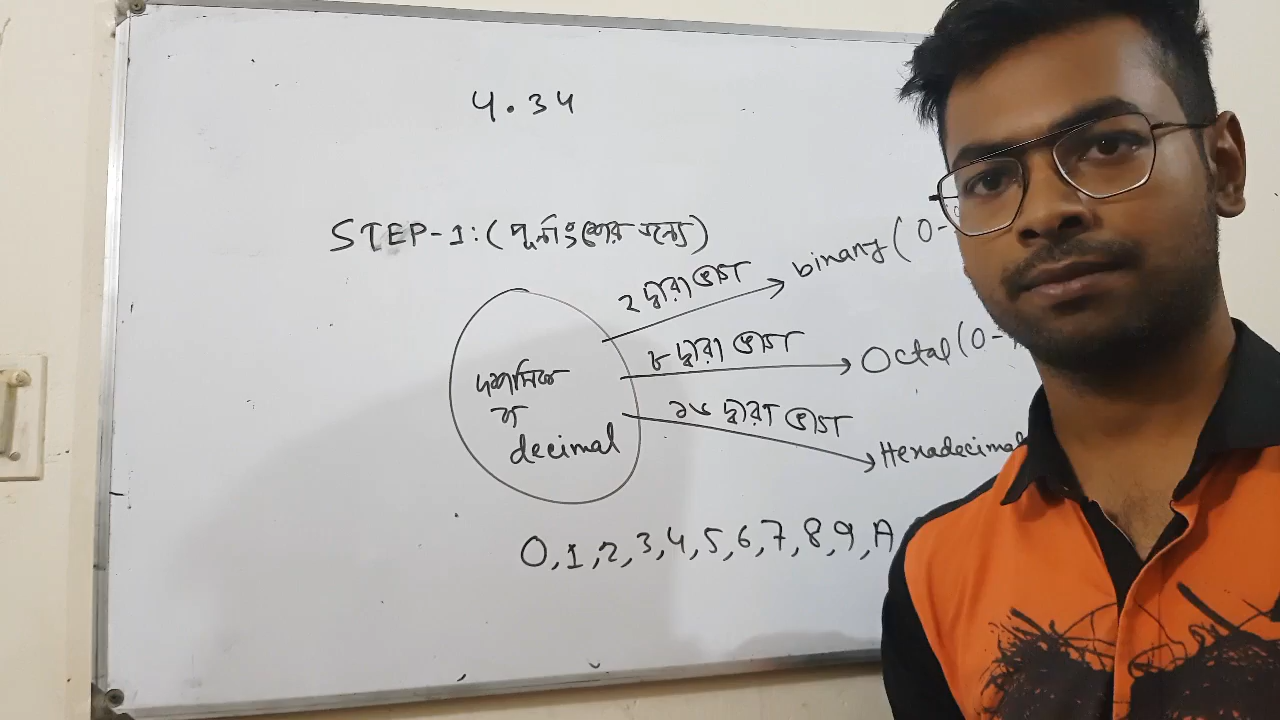 4.34
STEP-1: (পূর্নাংশের জন্যে)
২ দ্বারা ভাগ
binary (0-
৮ দ্বারা ভাগ
Octal (0-
১৬ দ্বারা ভাগ
Hexadecimal
দশমিক
বা
decimal
0,1,2,3,4,5,6,7,8,9,A